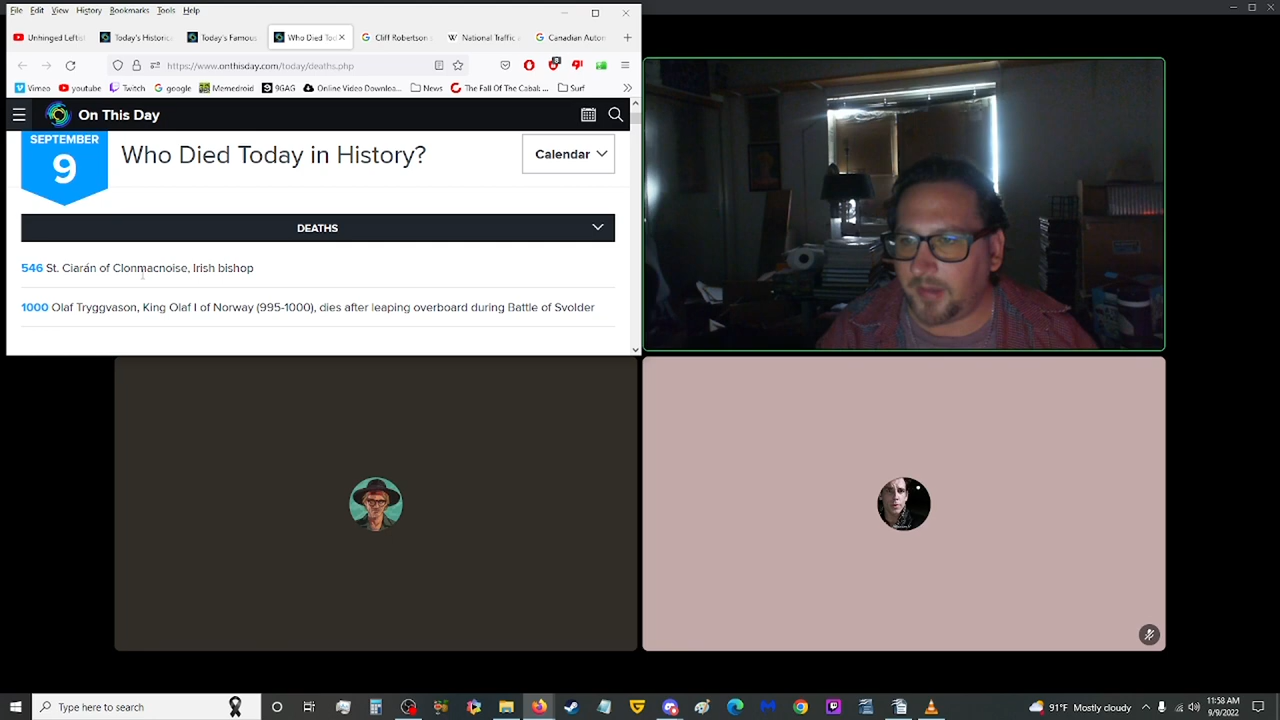 File Edit View History Bookmarks Tools Help
Unhinged Leftis Today's Historic Today's Famous Who Died Tod Cliff Robertson National Traffic a Canadian Autom
https://www.onthisday.com/today/deaths.php
Vimeo youtube Twitch google Memedroid 9GAG Online Video Downloa... News The Fall Of The Cabal... Surf
On This Day
SEPTEMBER
9
Who Died Today in History?
Calendar
DEATHS
546 St. Ciarán of Clonmacnoise, Irish bishop
1000 Olaf Tryggvason, King Olaf I of Norway (995-1000), dies after leaping overboard during Battle of Svolder
Type here to search
91°F Mostly cloudy
11:58 AM
9/9/2022